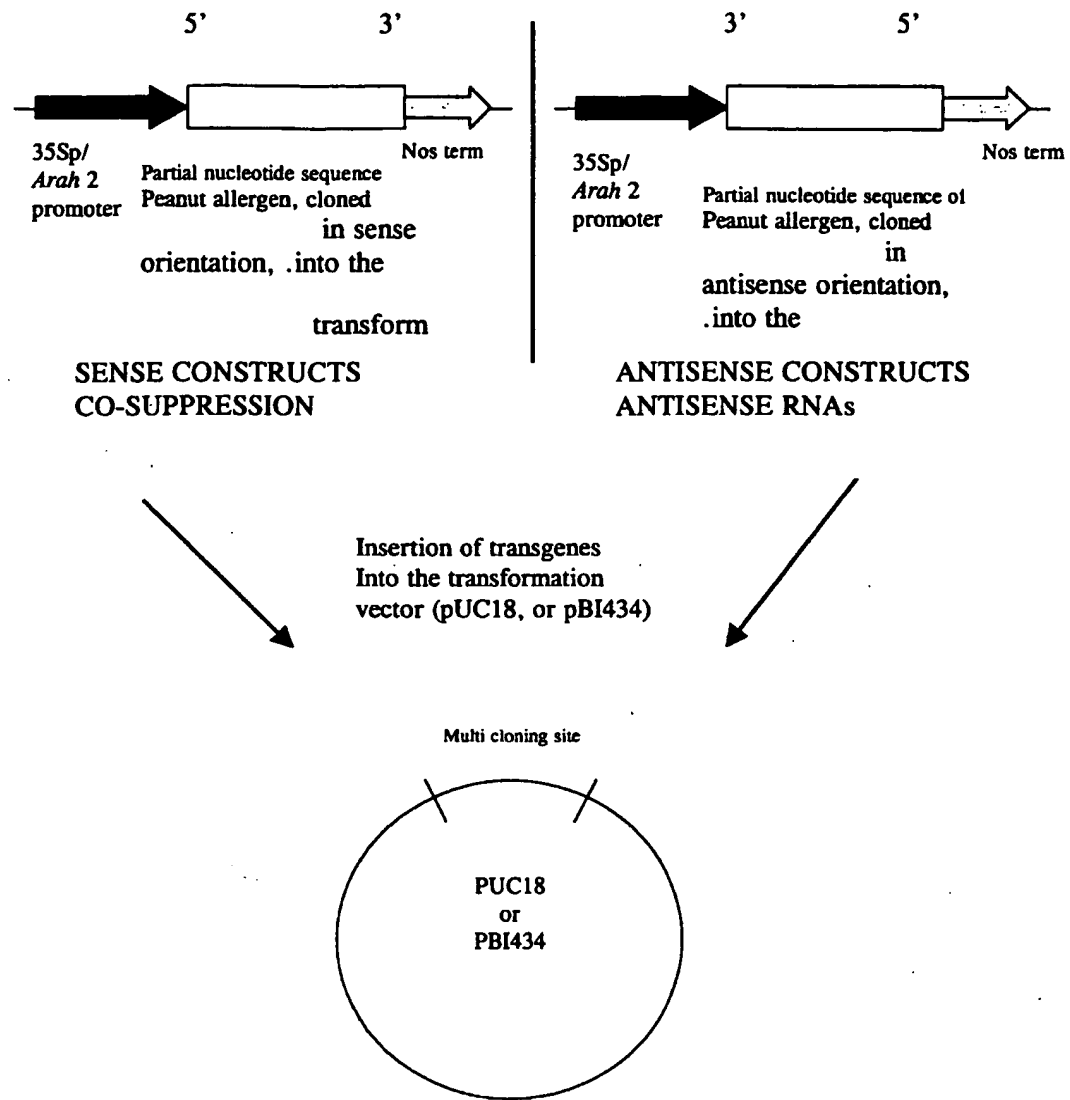 5’ 3’
35Sp/
Arah 2
promoter
Partial nucleotide sequence
Peanut allergen, cloned
in sense
orientation, .into the
transform
Nos term
SENSE CONSTRUCTS
CO-SUPPRESSION
3’ 5’
35Sp/
Arah 2
promoter
Partial nucleotide sequence of
Peanut allergen, cloned
in
antisense orientation,
.into the
Nos term
ANTISENSE CONSTRUCTS
ANTISENSE RNAs
Insertion of transgenes
Into the transformation
vector (pUC18, or pBI434)
Multi cloning site
PUC18
or
PBI434